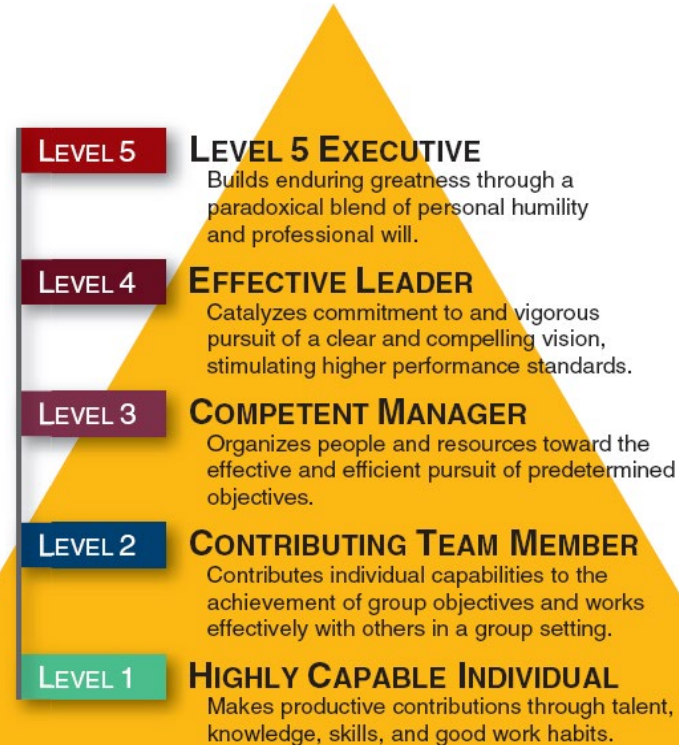 LEVEL 5
LEVEL 5 EXECUTIVE
Builds enduring greatness through a
paradoxical blend of personal humility
and professional will.
LEVEL 4
EFFECTIVE LEADER
Catalyzes commitment to and vigorous
pursuit of a clear and compelling vision,
stimulating higher performance standards.
LEVEL 3
COMPETENT MANAGER
Organizes people and resources toward the
effective and efficient pursuit of predetermined
objectives.
LEVEL 2
CONTRIBUTING TEAM MEMBER
Contributes individual capabilities to the
achievement of group objectives and works
effectively with others in a group setting.
LEVEL 1
HIGHLY CAPABLE INDIVIDUAL
Makes productive contributions through talent,
knowledge, skills, and good work habits.